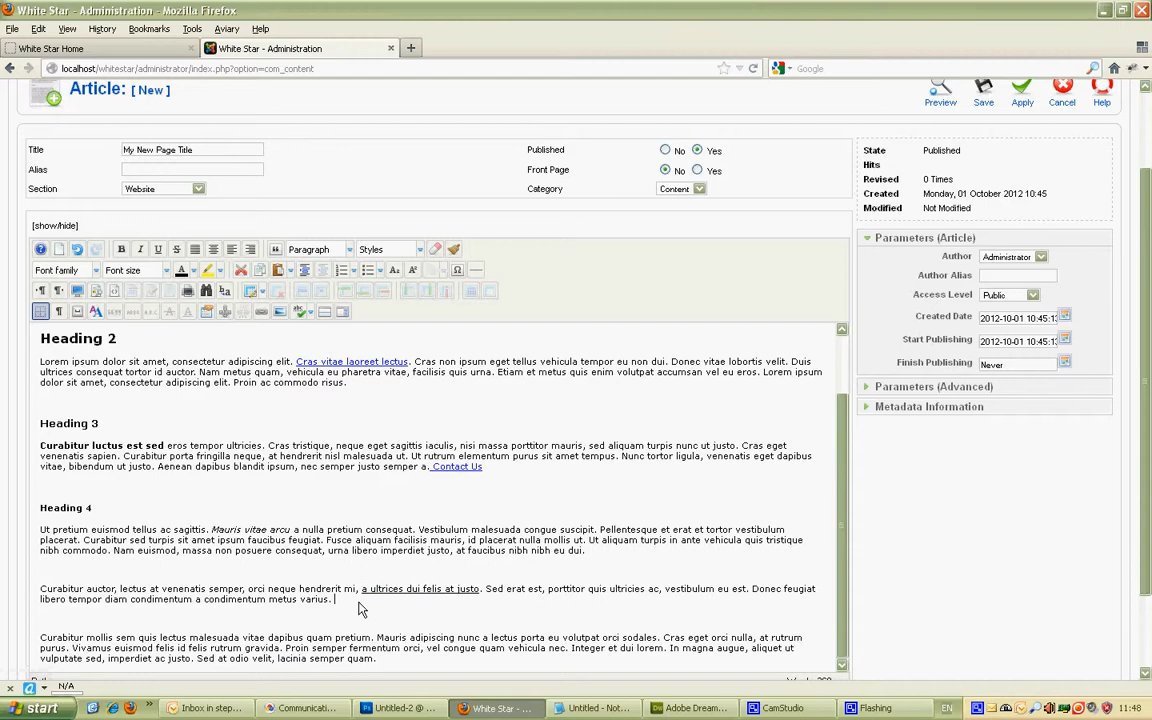 White Star - Administration - Mozilla Firefox
File Edit View History Bookmarks Tools Aviary Help
White Star Home
White Star - Administration
localhost/whitestar/administrator/index.php?option=com_content
Google
Article: [ New ]
Preview Save Apply Cancel Help
Title My New Page Title Published No Yes
Alias Front Page No Yes
Section Website Category Content
State Published
Hits
Revised 0 Times
Created Monday, 01 October 2012 10:45
Modified Not Modified
[show/hide]
Paragraph Styles
Font family Font size
Parameters (Article)
Author Administrator
Author Alias
Access Level Public
Created Date 2012-10-01 10:45:13
Start Publishing 2012-10-01 10:45:13
Finish Publishing Never
Parameters (Advanced)
Metadata Information
Heading 2
Lorem ipsum dolor sit amet, consectetur adipiscing elit. Cras vitae laoreet lectus. Cras non ipsum eget tellus vehicula tempor eu non dui. Donec vitae lobortis velit. Duis
ultrices consequat tortor id auctor. Nam metus quam, vehicula eu pharetra vitae, facilisis quis urna. Etiam et metus quis enim volutpat accumsan vel eu eros. Lorem ipsum
dolor sit amet, consectetur adipiscing elit. Proin ac commodo risus.
Heading 3
Curabitur luctus est sed eros tempor ultricies. Cras tristique, neque eget sagittis iaculis, nisi massa porttitor mauris, sed aliquam turpis nunc ut justo. Cras eget
venenatis sapien. Curabitur porta fringilla neque, at hendrerit nisl malesuada ut. Ut rutrum elementum purus sit amet tempus. Nunc tortor ligula, venenatis eget dapibus
vitae, bibendum ut justo. Aenean dapibus blandit ipsum, nec semper justo semper a. Contact Us
Heading 4
Ut pretium euismod tellus ac sagittis. Mauris vitae arcu a nulla pretium consequat. Vestibulum malesuada congue suscipit. Pellentesque et erat et tortor vestibulum
placerat. Curabitur sed turpis sit amet ipsum faucibus feugiat. Fusce aliquam facilisis mauris, id placerat nulla mollis ut. Ut aliquam turpis in ante vehicula quis tristique
nibh commodo. Nam euismod, massa non posuere consequat, urna libero imperdiet justo, at faucibus nibh nibh eu dui.
Curabitur auctor, lectus at venenatis semper, orci neque hendrerit mi, a ultrices dui felis at justo. Sed erat est, porttitor quis ultricies ac, vestibulum eu est. Donec feugiat
libero tempor diam condimentum a condimentum metus varius.
Curabitur mollis sem quis lectus malesuada vitae dapibus quam pretium. Mauris adipiscing nunc a lectus porta eu volutpat orci sodales. Cras eget orci nulla, at rutrum
purus. Vivamus euismod felis id felis rutrum gravida. Proin semper fermentum orci, vel congue quam vehicula nec. Integer et dui lorem. In magna augue, aliquet ut
vulputate sed, imperdiet ac justo. Sed at odio velit, lacinia semper quam.
N/A
start Inbox in step... Communicati... Untitled-2 @ ... White Star - ... Untitled - Not... Adobe Dream... CamStudio Flashing EN 11:48